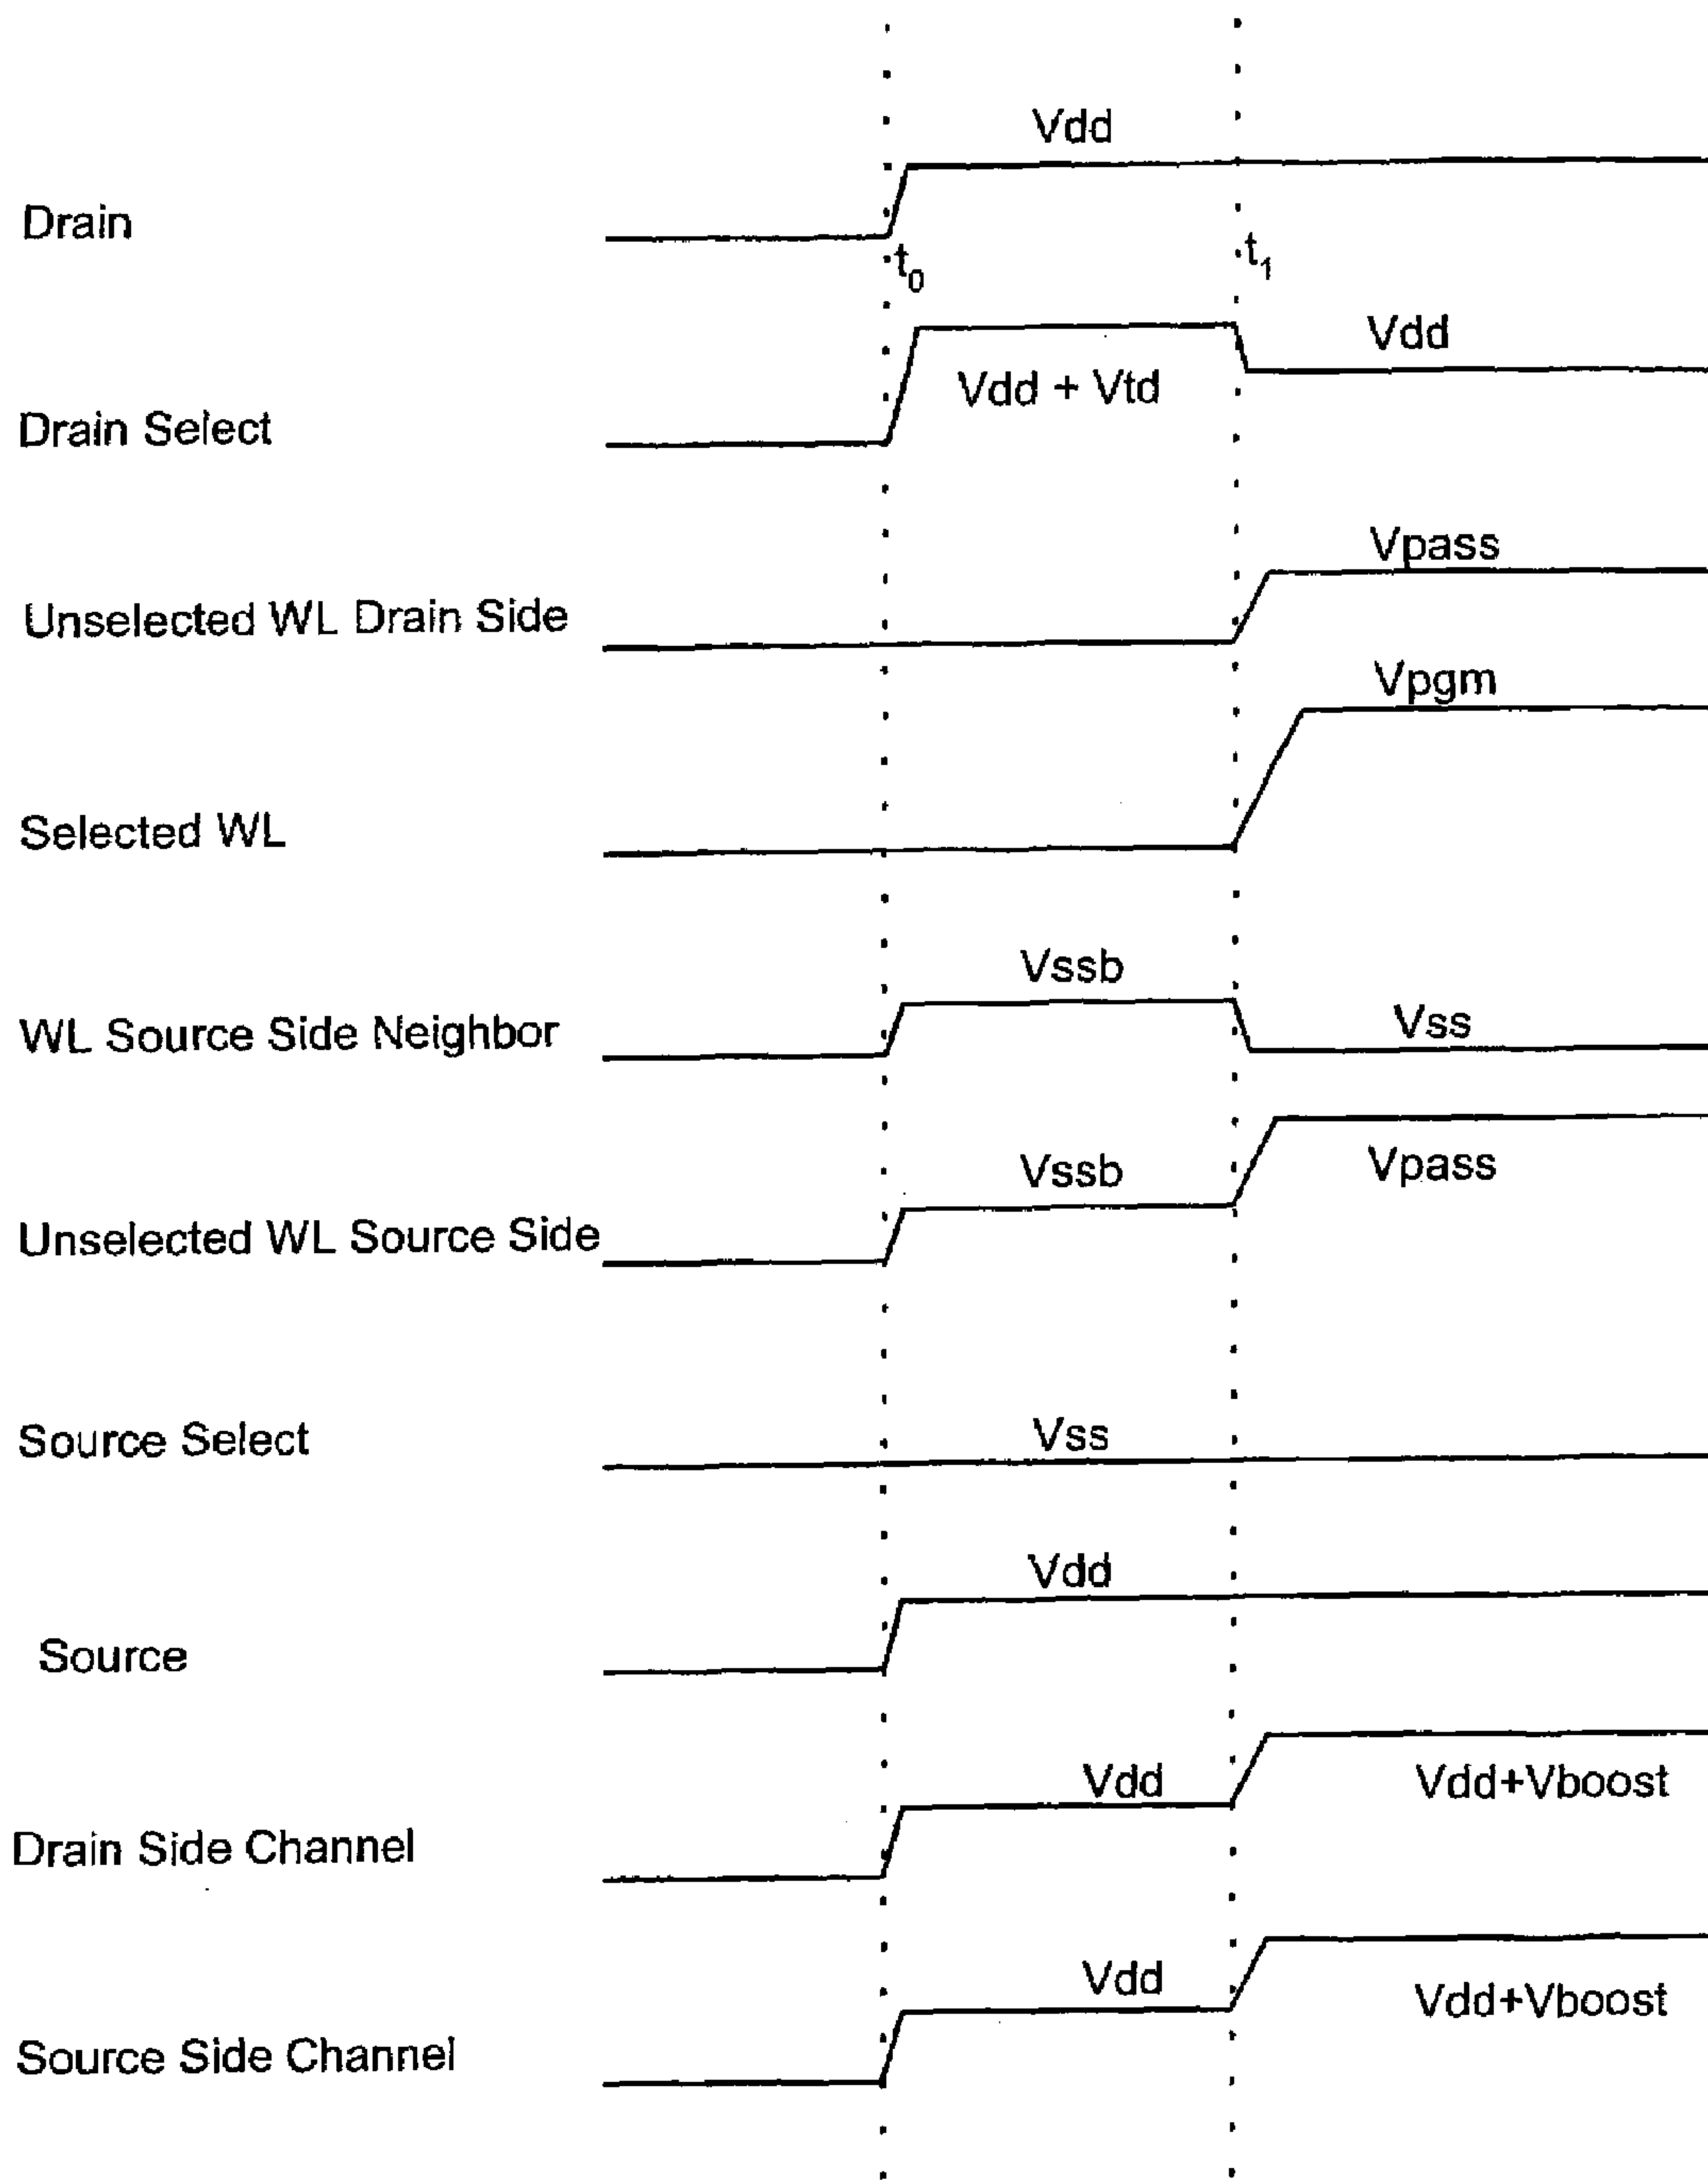 Vdd
Drain
t0
t1
Vdd
Vdd + Vtd
Drain Select
Vpass
Unselected WL Drain Side
Vpgm
Selected WL
Vssb
Vss
WL Source Side Neighbor
Vssb
Vpass
Unselected WL Source Side
Vss
Source Select
Vdd
Source
Vdd
Vdd+Vboost
Drain Side Channel
Vdd
Vdd+Vboost
Source Side Channel